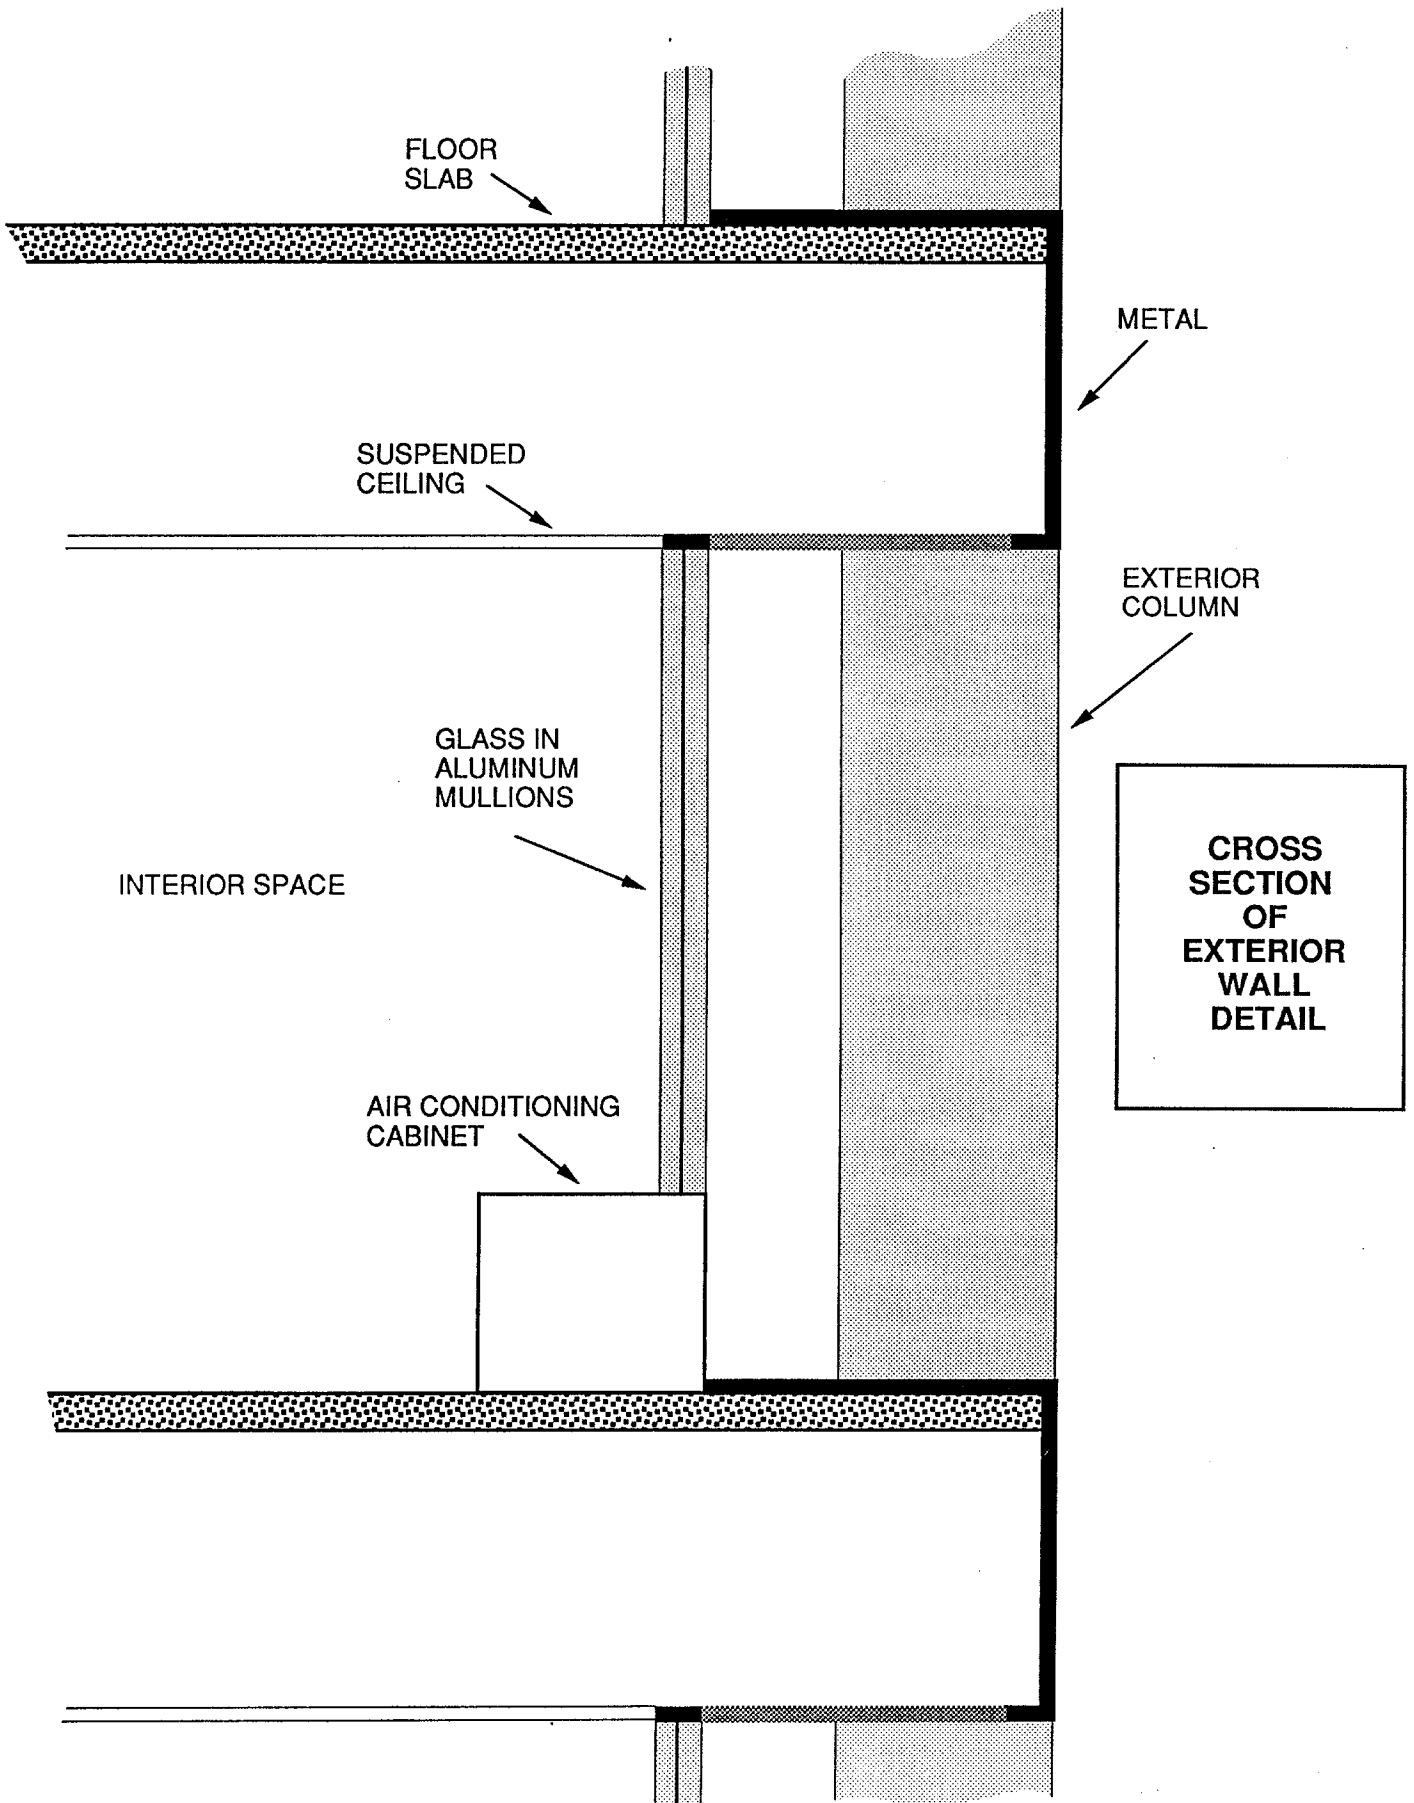 FLOOR
SLAB
METAL
SUSPENDED
CEILING
EXTERIOR
COLUMN
GLASS IN
ALUMINUM
MULLIONS
INTERIOR SPACE
CROSS
SECTION
OF
EXTERIOR
WALL
DETAIL
AIR CONDITIONING
CABINET